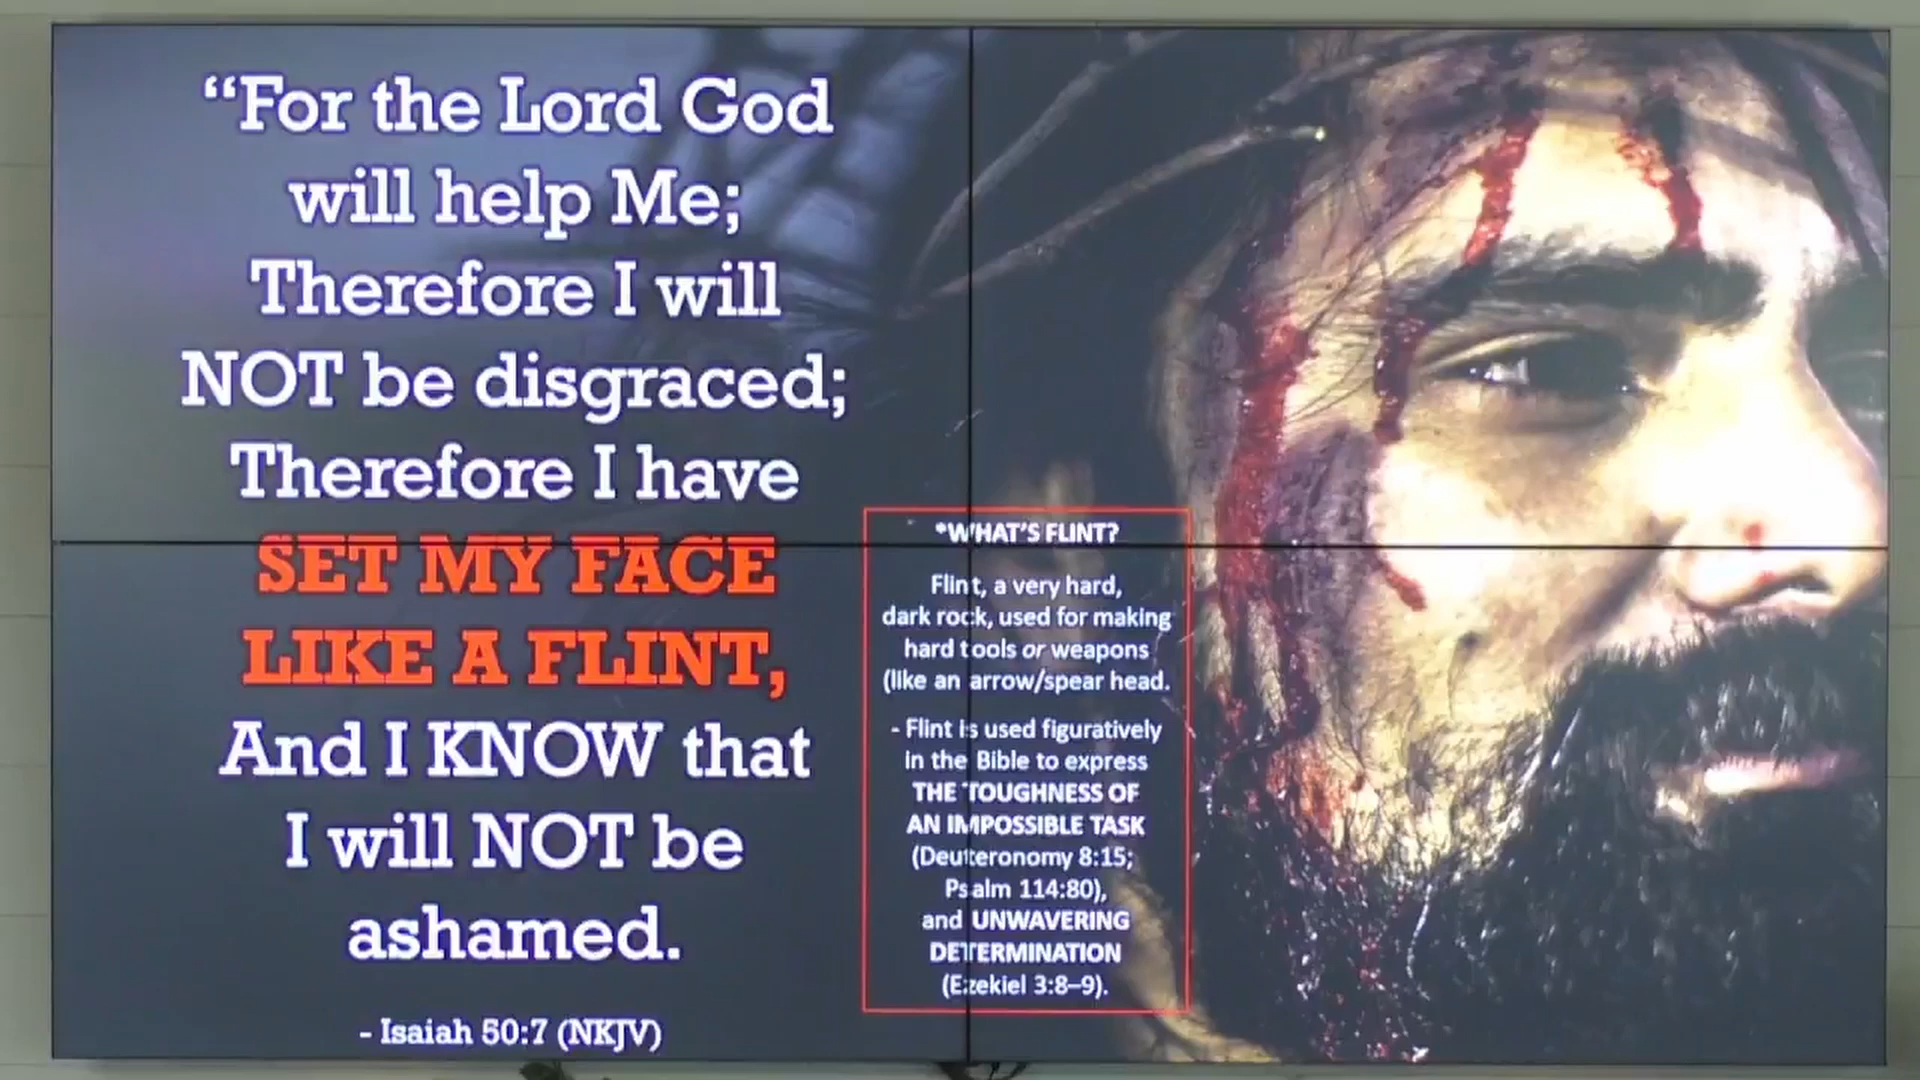 “For the Lord God
will help Me;
Therefore I will
NOT be disgraced;
Therefore I have
SET MY FACE
LIKE A FLINT,
And I KNOW that
I will NOT be
ashamed.
- Isaiah 50:7 (NKJV)
*WHAT'S FLINT?
Flint, a very hard,
dark rock, used for making
hard tools or weapons
(like an arrow/spear head.
- Flint is used figuratively
in the Bible to express
THE TOUGHNESS OF
AN IMPOSSIBLE TASK
(Deuteronomy 8:15;
Psalm 114:80),
and UNWAVERING
DETERMINATION
(Ezekiel 3:8–9).